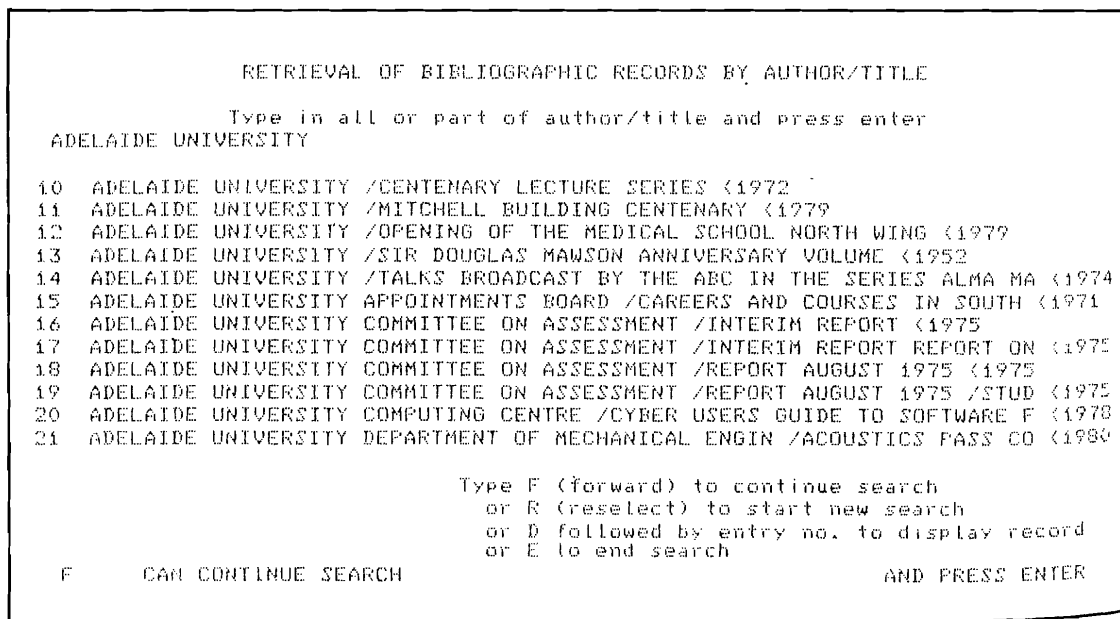 RETRIEVAL OF BIBLIOGRAPHIC RECORDS BY AUTHOR/TITLE
Type in all or part of author/title and press enter
ADELAIDE UNIVERSITY
10 ADELAIDE UNIVERSITY /CENTENARY LECTURE SERIES (1972
11 ADELAIDE UNIVERSITY /MITCHELL BUILDING CENTENARY (1979
12 ADELAIDE UNIVERSITY /OPENING OF THE MEDICAL SCHOOL NORTH WING (1979
13 ADELAIDE UNIVERSITY /SIR DOUGLAS MAWSON ANNIVERSARY VOLUME (1952
14 ADELAIDE UNIVERSITY /TALKS BROADCAST BY THE ABC IN THE SERIES ALMA MA (1974
15 ADELAIDE UNIVERSITY APPOINTMENTS BOARD /CAREERS AND COURSES IN SOUTH (1971
16 ADELAIDE UNIVERSITY COMMITTEE ON ASSESSMENT /INTERIM REPORT (1975
17 ADELAIDE UNIVERSITY COMMITTEE ON ASSESSMENT /INTERIM REPORT REPORT ON (1975
18 ADELAIDE UNIVERSITY COMMITTEE ON ASSESSMENT /REPORT AUGUST 1975 (1975
19 ADELAIDE UNIVERSITY COMMITTEE ON ASSESSMENT /REPORT AUGUST 1975 /STUD (1975
20 ADELAIDE UNIVERSITY COMPUTING CENTRE /CYBER USERS GUIDE TO SOFTWARE F (1978
21 ADELAIDE UNIVERSITY DEPARTMENT OF MECHANICAL ENGIN /ACOUSTICS PASS CO (1980
Type F (forward) to continue search
or R (reselect) to start new search
or D followed by entry no. to display record
or E to end search
F CAN CONTINUE SEARCH AND PRESS ENTER